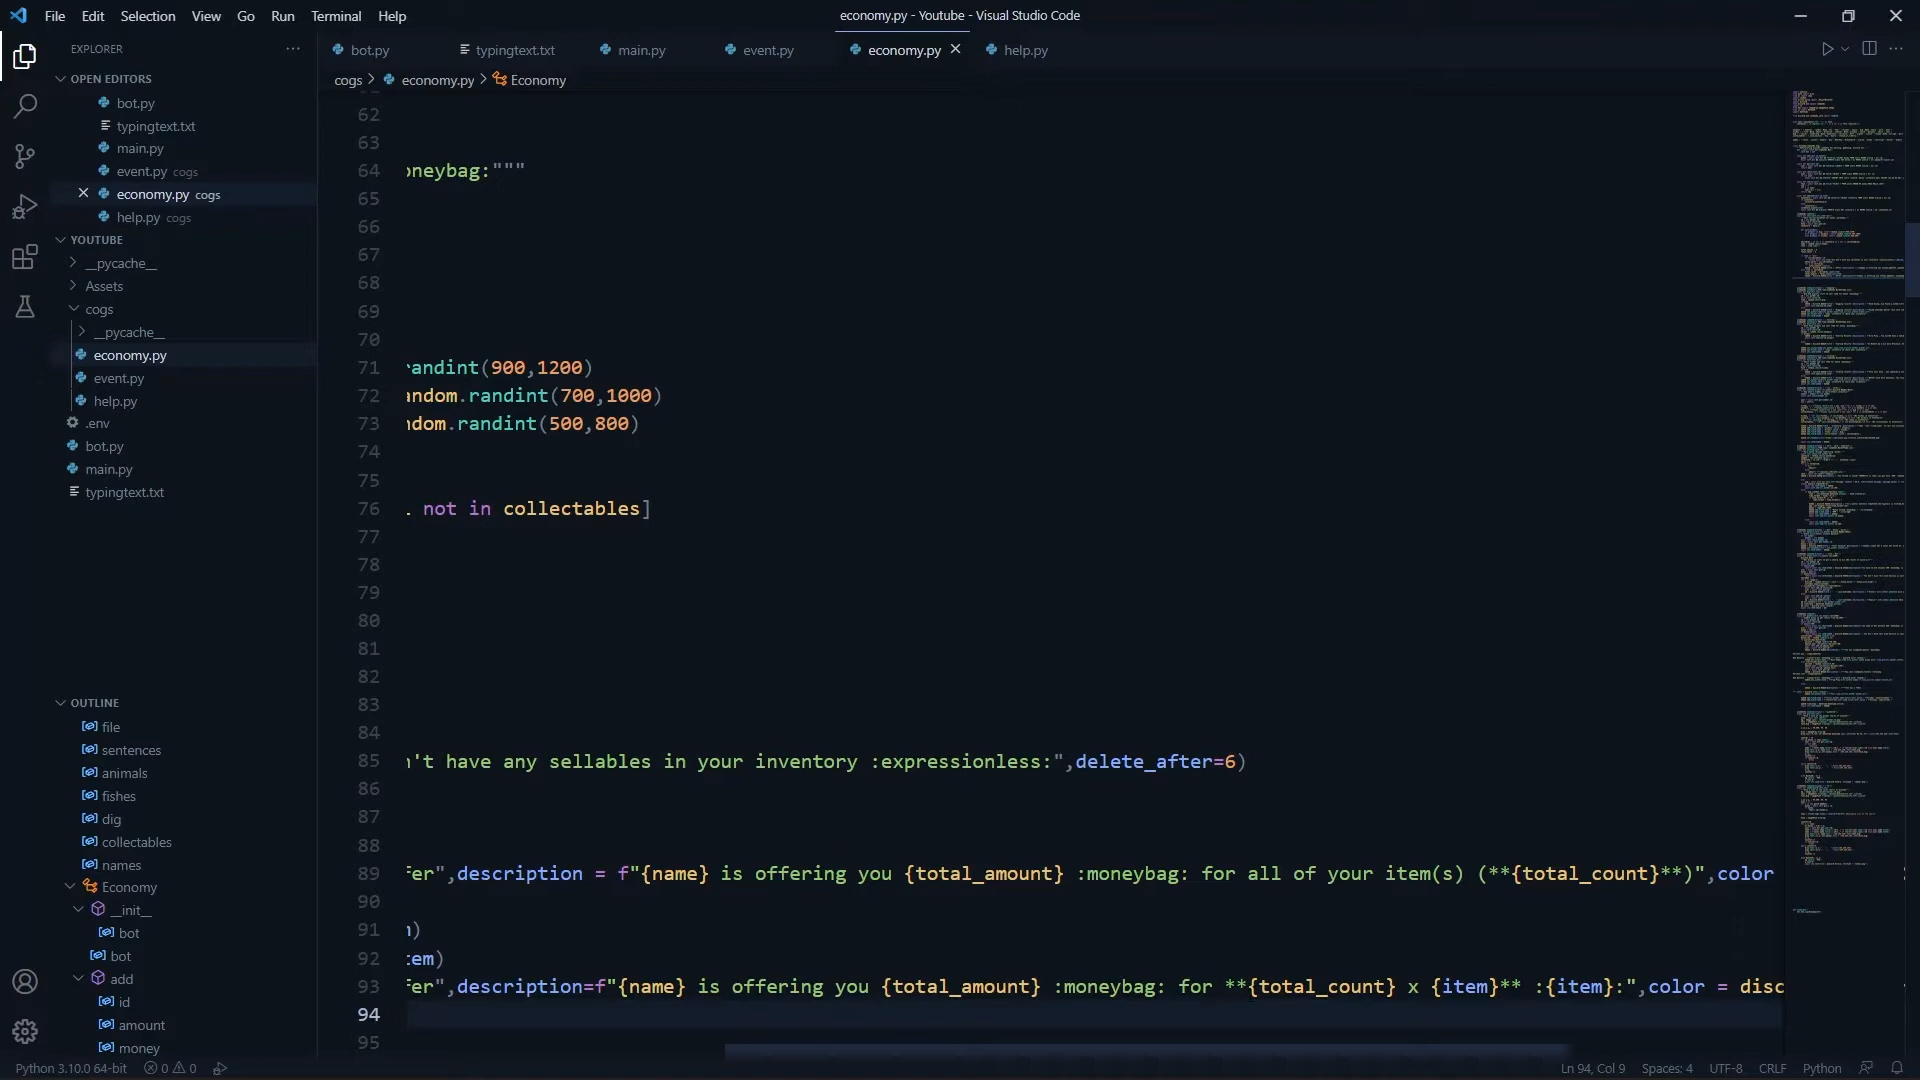 File Edit Selection View Go Run Terminal Help
economy.py - Youtube - Visual Studio Code
EXPLORER
bot.py typingtext.txt main.py event.py economy.py help.py
OPEN EDITORS
cogs > economy.py > Economy
bot.py
typingtext.txt
main.py
event.py cogs
economy.py cogs
help.py cogs
YOUTUBE
__pycache__
Assets
cogs
__pycache__
economy.py
event.py
help.py
.env
bot.py
main.py
typingtext.txt
OUTLINE
file
sentences
animals
fishes
dig
collectables
names
Economy
__init__
bot
bot
add
id
amount
money
62
63
64 oneybag:"""
65
66
67
68
69
70
71 randint(900,1200)
72 andom.randint(700,1000)
73 ndom.randint(500,800)
74
75
76 not in collectables]
77
78
79
80
81
82
83
84
85 n't have any sellables in your inventory :expressionless:",delete_after=6)
86
87
88
89 fer",description = f"{name} is offering you {total_amount} :moneybag: for all of your item(s) (**{total_count}**)",color
90
91 )
92 tem)
93 fer",description=f"{name} is offering you {total_amount} :moneybag: for **{total_count} x {item}** :{item}:",color = disc
94
95
Python 3.10.0 64-bit 0 0
Ln 94, Col 9 Spaces: 4 UTF-8 CRLF Python